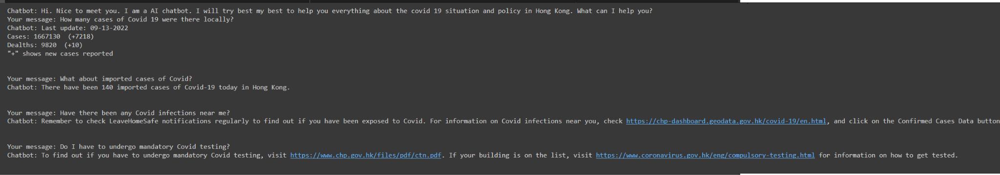 Chatbot: Hi. Nice to meet you. I am a AI chatbot. I will try best my best to help you everything about the covid 19 situation and policy in Hong Kong. What can I help you?
Your message: How many cases of Covid 19 were there locally?
Chatbot: Last update: 09-13-2022
Cases: 1667130  (+7218)
Dealths: 9820  (+10)
"+" shows new cases reported
Your message: What about imported cases of Covid?
Chatbot: There have been 140 imported cases of Covid-19 today in Hong Kong.
Your message: Have there been any Covid infections near me?
Chatbot: Remember to check LeaveHomeSafe notifications regularly to find out if you have been exposed to Covid. For information on Covid infections near you, check https://chp-dashboard.geodata.gov.hk/covid-19/en.html, and click on the Confirmed Cases Data button
Your message: Do I have to undergo mandatory Covid testing?
Chatbot: To find out if you have to undergo mandatory Covid testing, visit https://www.chp.gov.hk/files/pdf/ctn.pdf. If your building is on the list, visit https://www.coronavirus.gov.hk/eng/compulsory-testing.html for information on how to get tested.